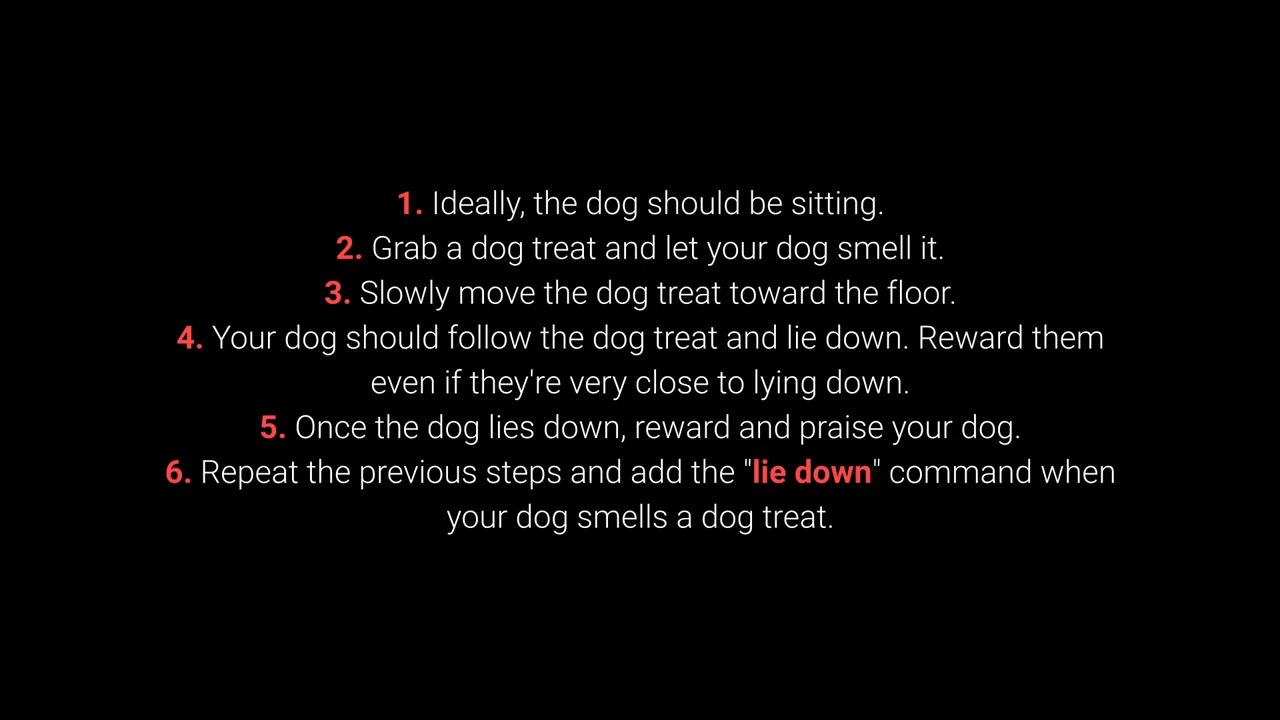 1. Ideally, the dog should be sitting.
2. Grab a dog treat and let your dog smell it.
3. Slowly move the dog treat toward the floor.
4. Your dog should follow the dog treat and lie down. Reward them
even if they're very close to lying down.
5. Once the dog lies down, reward and praise your dog.
6. Repeat the previous steps and add the "lie down" command when
your dog smells a dog treat.